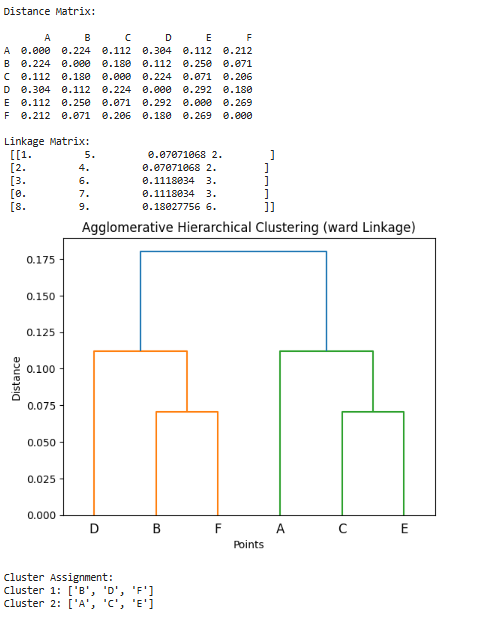 Distance Matrix:
A B C D E F
A 0.000 0.224 0.112 0.304 0.112 0.212
B 0.224 0.000 0.180 0.112 0.250 0.071
C 0.112 0.180 0.000 0.224 0.071 0.206
D 0.304 0.112 0.224 0.000 0.292 0.180
E 0.112 0.250 0.071 0.292 0.000 0.269
F 0.212 0.071 0.206 0.180 0.269 0.000
Linkage Matrix:
[[1. 5. 0.07071068 2. ]
[2. 4. 0.07071068 2. ]
[3. 6. 0.1118034 3. ]
[0. 7. 0.1118034 3. ]
[8. 9. 0.18027756 6. ]]
Agglomerative Hierarchical Clustering (ward Linkage)
0.175
0.150
0.125
0.100
0.075
0.050
0.025
0.000
Distance
D B F A C E
Points
Cluster Assignment:
Cluster 1: ['B', 'D', 'F']
Cluster 2: ['A', 'C', 'E']